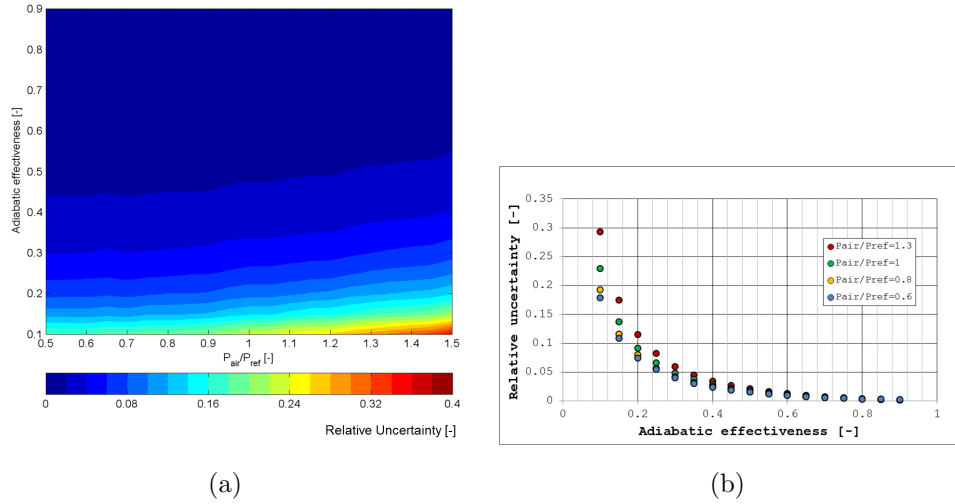 0.9
0.8
0.7
0.6
0.5
0.4
0.3
0.2
0.1
Adiabatic effectiveness [-]
0.5 0.6 0.7 0.8 0.9 1.0 1.1 1.2 1.3 1.4 1.5
P_air/P_ref [-]
0 0.08 0.16 0.24 0.32 0.4
Relative Uncertainty [-]
(a)
0.35
0.3
0.25
0.2
0.15
0.1
0.05
0
Relative uncertainty [-]
Pair/Pref=1.3
Pair/Pref=1
Pair/Pref=0.8
Pair/Pref=0.6
0 0.2 0.4 0.6 0.8 1
Adiabatic effectiveness [-]
(b)